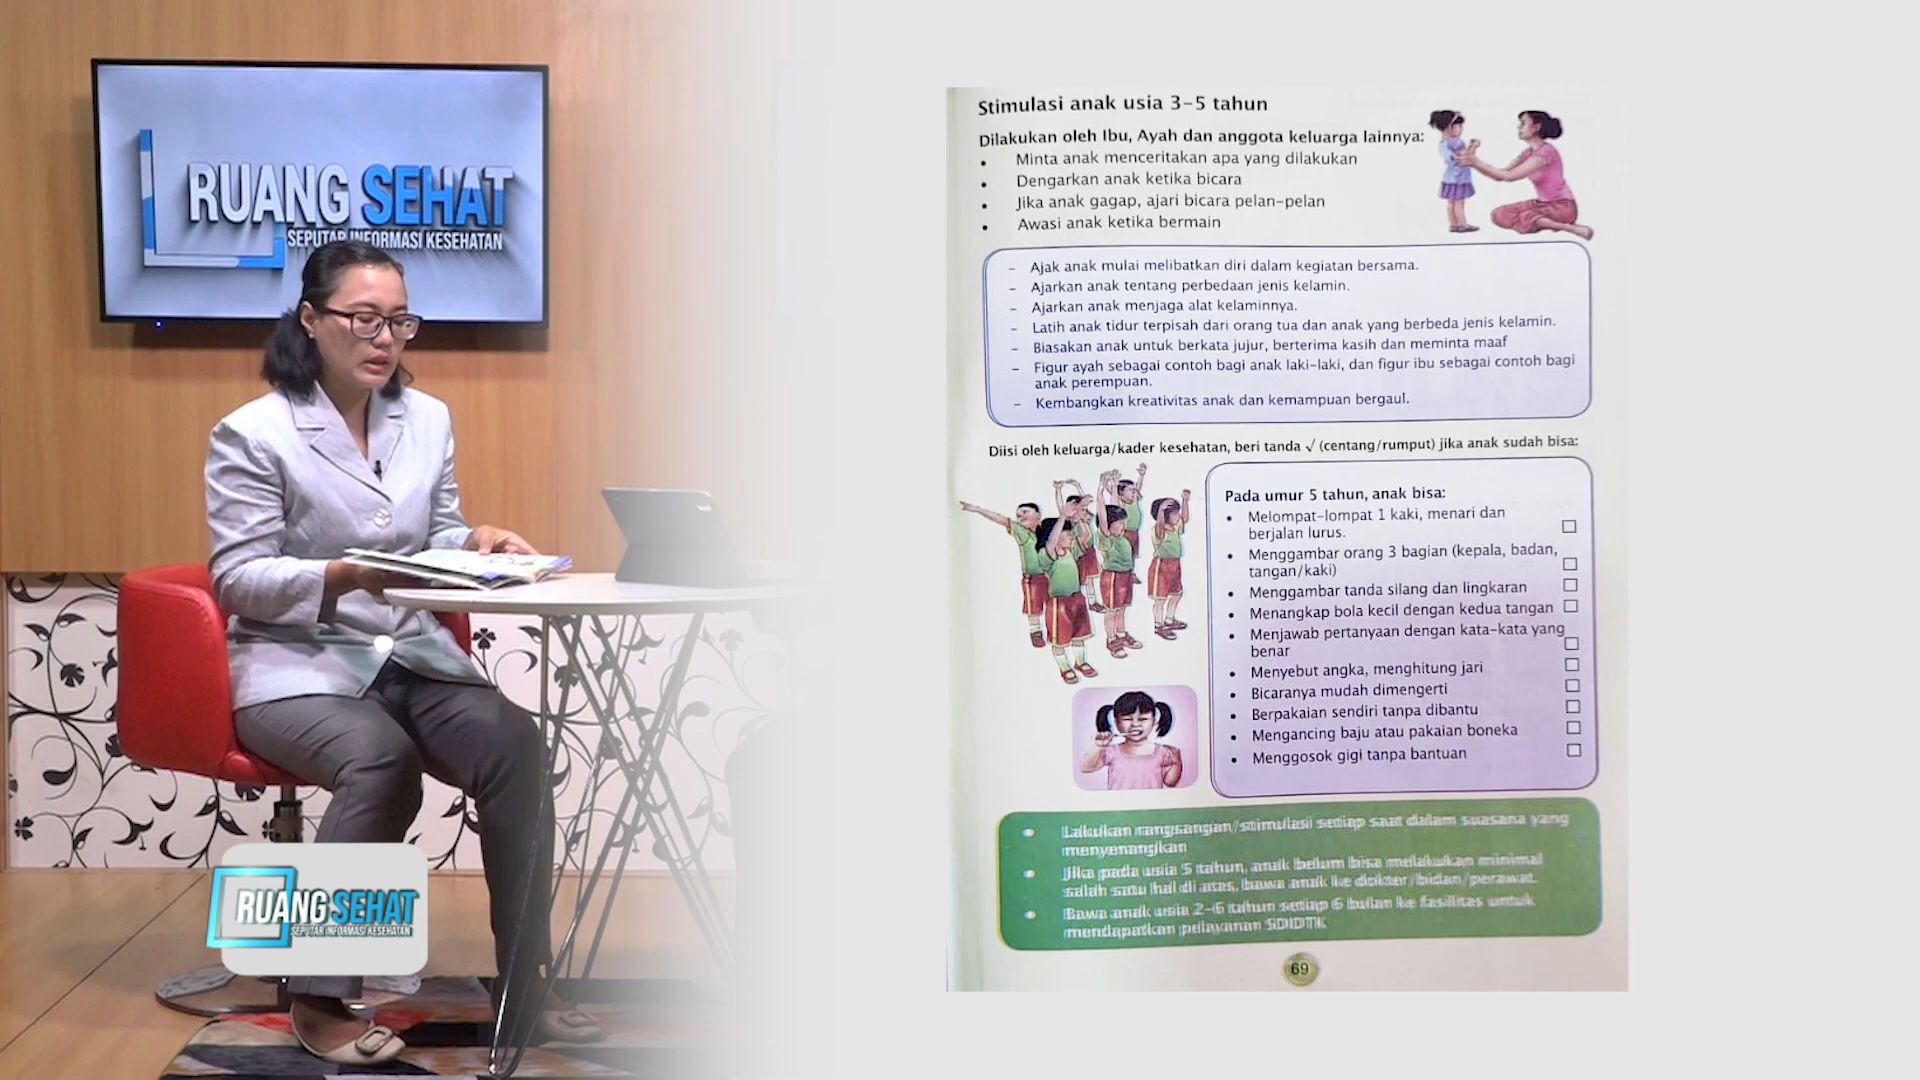 RUANG SEHAT
SEPUTAR INFORMASI KESEHATAN
RUANG SEHAT
SEPUTAR INFORMASI KESEHATAN
Stimulasi anak usia 3-5 tahun
Dilakukan oleh Ibu, Ayah dan anggota keluarga lainnya:
• Minta anak menceritakan apa yang dilakukan
• Dengarkan anak ketika bicara
• Jika anak gagap, ajari bicara pelan-pelan
• Awasi anak ketika bermain
- Ajak anak mulai melibatkan diri dalam kegiatan bersama.
- Ajarkan anak tentang perbedaan jenis kelamin.
- Ajarkan anak menjaga alat kelaminnya.
- Latih anak tidur terpisah dari orang tua dan anak yang berbeda jenis kelamin.
- Biasakan anak untuk berkata jujur, berterima kasih dan meminta maaf
- Figur ayah sebagai contoh bagi anak laki-laki, dan figur ibu sebagai contoh bagi
anak perempuan.
- Kembangkan kreativitas anak dan kemampuan bergaul.
Diisi oleh keluarga/kader kesehatan, beri tanda √ (centang/rumput) jika anak sudah bisa:
Pada umur 5 tahun, anak bisa:
• Melompat-lompat 1 kaki, menari dan
berjalan lurus.
• Menggambar orang 3 bagian (kepala, badan,
tangan/kaki)
• Menggambar tanda silang dan lingkaran
• Menangkap bola kecil dengan kedua tangan
• Menjawab pertanyaan dengan kata-kata yang
benar
• Menyebut angka, menghitung jari
• Bicaranya mudah dimengerti
• Berpakaian sendiri tanpa dibantu
• Mengancing baju atau pakaian boneka
• Menggosok gigi tanpa bantuan
• Lakukan rangsangan/stimulasi setiap saat dalam suasana yang
menyenangkan
• Jika pada usia 5 tahun, anak belum bisa melakukan minimal
salah satu hal di atas, bawa anak ke dokter/bidan/perawat.
• Bawa anak usia 2-6 tahun setiap 6 bulan ke fasilitas untuk
mendapatkan pelayanan SDIDTK
69